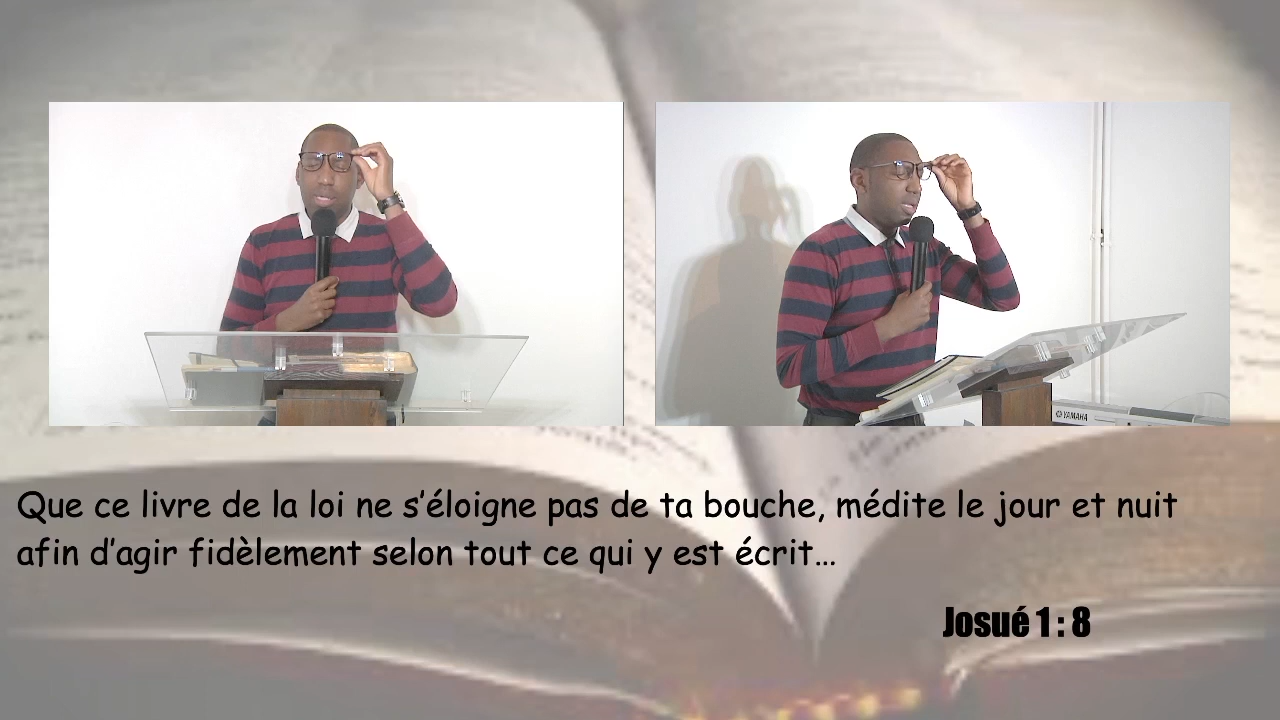 YAMAHA
Que ce livre de la loi ne s'éloigne pas de ta bouche, médite le jour et nuit
afin d'agir fidèlement selon tout ce qui y est écrit...
Josué 1 : 8